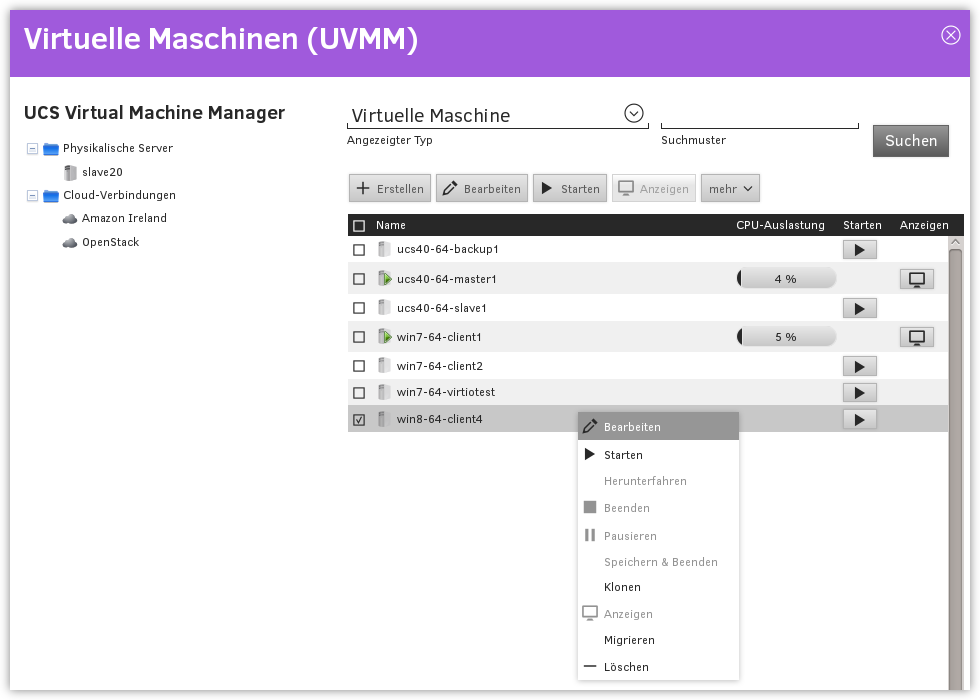 Virtuelle Maschinen (UVMM)
UCS Virtual Machine Manager
Physikalische Server
slave20
Cloud-Verbindungen
Amazon Ireland
OpenStack
Virtuelle Maschine
Angezeigter Typ
Suchmuster
Suchen
Erstellen Bearbeiten Starten Anzeigen mehr
Name CPU-Auslastung Starten Anzeigen
ucs40-64-backup1
ucs40-64-master1 4 %
ucs40-64-slave1
win7-64-client1 5 %
win7-64-client2
win7-64-virtiotest
win8-64-client4
Bearbeiten
Starten
Herunterfahren
Beenden
Pausieren
Speichern & Beenden
Klonen
Anzeigen
Migrieren
Löschen